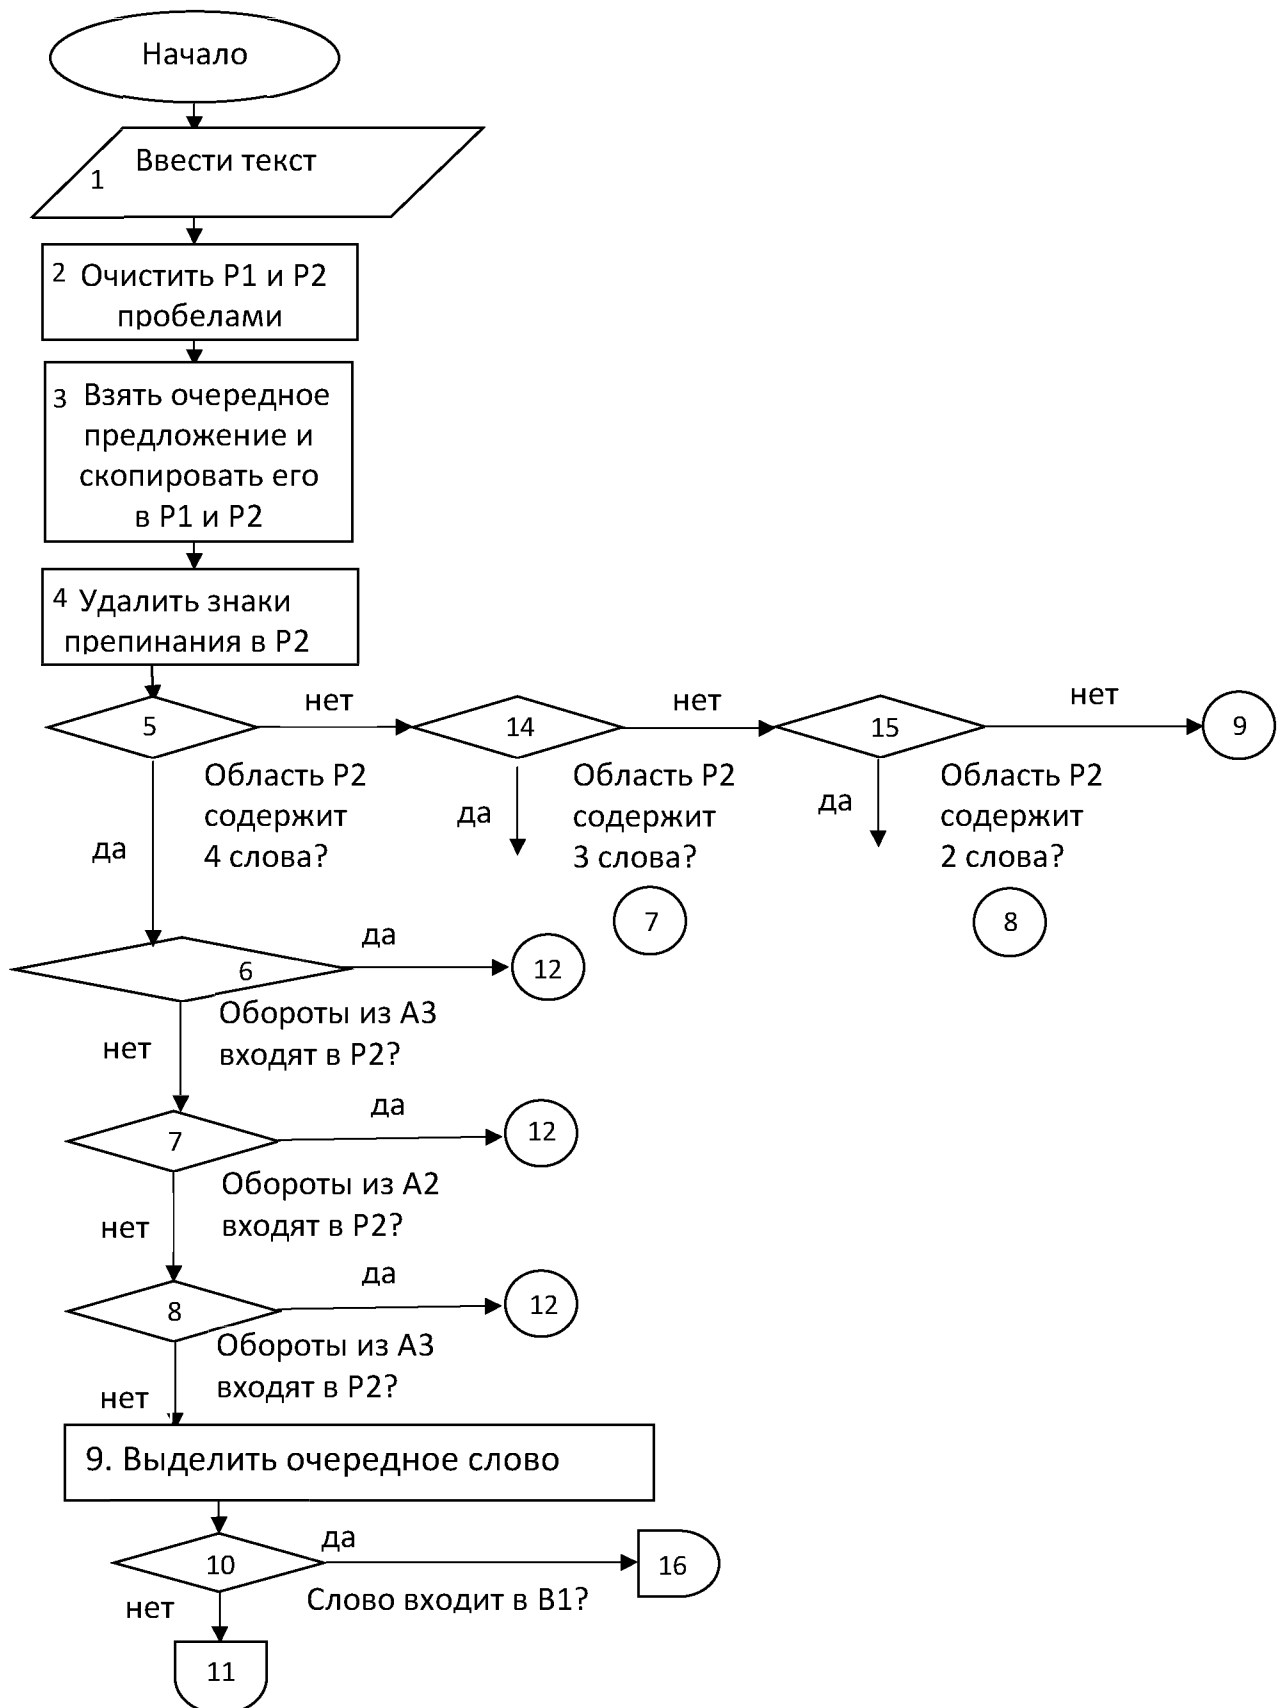 Начало
Ввести текст
1
2 Очистить Р1 и Р2
пробелами
3 Взять очередное
предложение и
скопировать его
в Р1 и Р2
4 Удалить знаки
препинания в Р2
5
нет
14
нет
15
нет
9
да
Область Р2
содержит
4 слова?
да
Область Р2
содержит
3 слова?
да
Область Р2
содержит
2 слова?
7
8
6
да
12
Обороты из А3
входят в Р2?
нет
7
да
12
Обороты из А2
входят в Р2?
нет
8
да
12
Обороты из А3
входят в Р2?
нет
9. Выделить очередное слово
10
да
16
Слово входит в В1?
нет
11